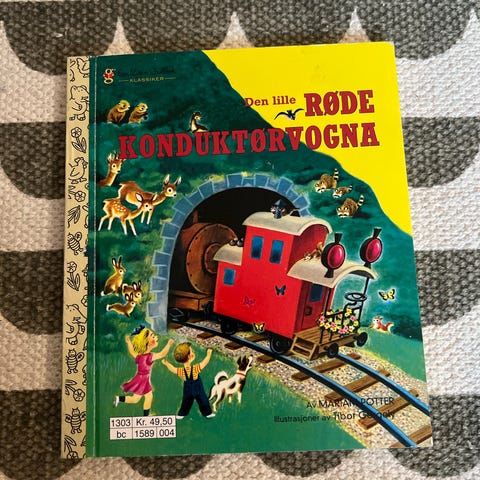 KLASSIKER
Den lille RØDE
KONDUKTØRVOGNA
Av MARIAN POTTER
Illustrasjoner av Tibor Gergely
1303 Kr. 49,50
bc 1589 004